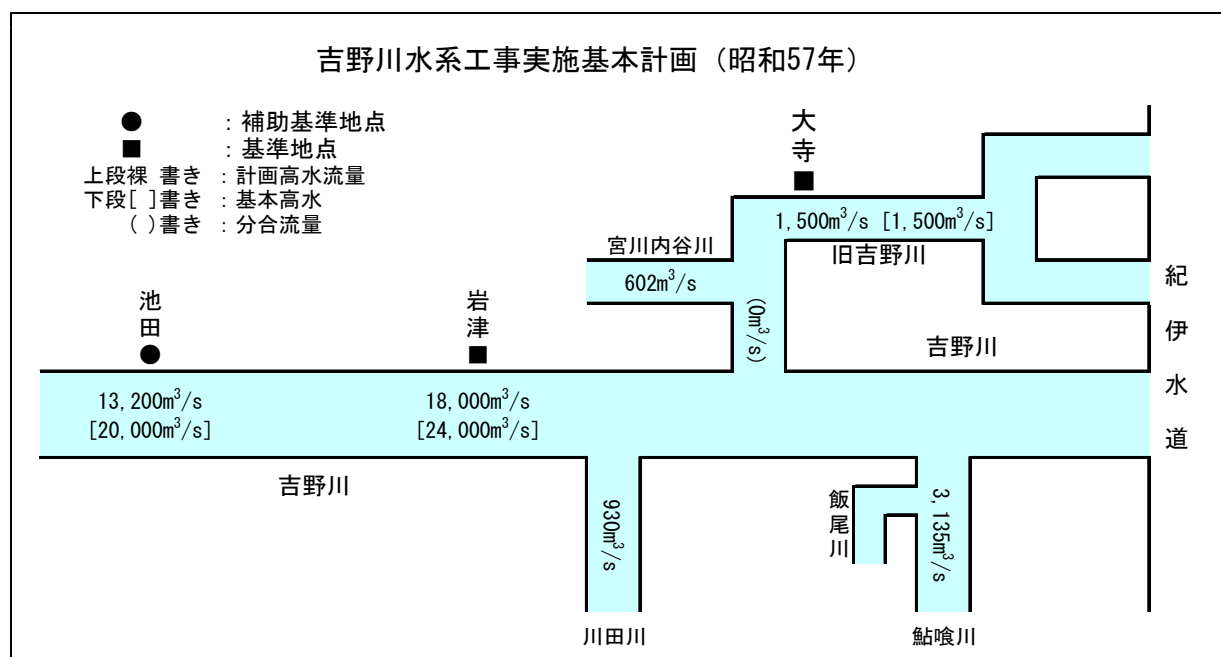 吉野川水系工事実施基本計画（昭和57年）
● : 補助基準地点
■ : 基準地点
上段裸 書き : 計画高水流量
下段[ ]書き : 基本高水
( )書き : 分合流量
大寺
■
1,500m³/s [1,500m³/s]
旧吉野川
宮川内谷川
602m³/s
(0m³/s)
池田
●
岩津
■
吉野川
紀伊水道
13,200m³/s
[20,000m³/s]
18,000m³/s
[24,000m³/s]
吉野川
930m³/s
飯尾川
3,135m³/s
川田川
鮎喰川